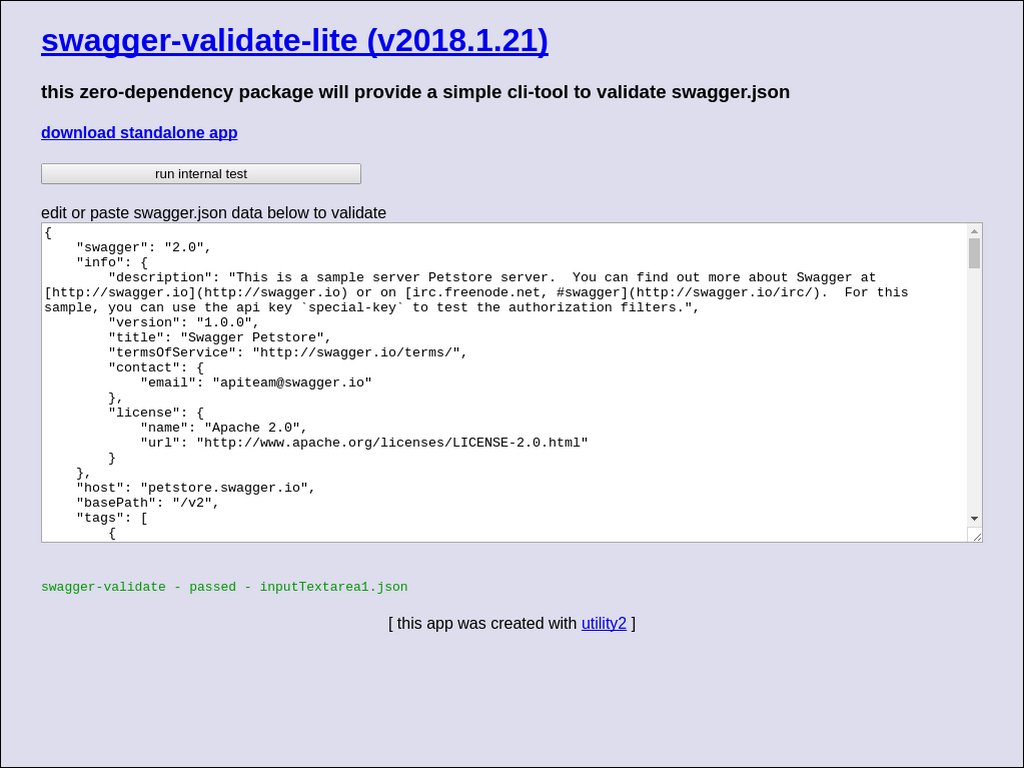 swagger-validate-lite (v2018.1.21)
this zero-dependency package will provide a simple cli-tool to validate swagger.json
download standalone app
run internal test
edit or paste swagger.json data below to validate
{
    "swagger": "2.0",
    "info": {
        "description": "This is a sample server Petstore server.  You can find out more about Swagger at
[http://swagger.io](http://swagger.io) or on [irc.freenode.net, #swagger](http://swagger.io/irc/).  For this
sample, you can use the api key `special-key` to test the authorization filters.",
        "version": "1.0.0",
        "title": "Swagger Petstore",
        "termsOfService": "http://swagger.io/terms/",
        "contact": {
            "email": "apiteam@swagger.io"
        },
        "license": {
            "name": "Apache 2.0",
            "url": "http://www.apache.org/licenses/LICENSE-2.0.html"
        }
    },
    "host": "petstore.swagger.io",
    "basePath": "/v2",
    "tags": [
        {
swagger-validate - passed - inputTextarea1.json
[ this app was created with utility2 ]